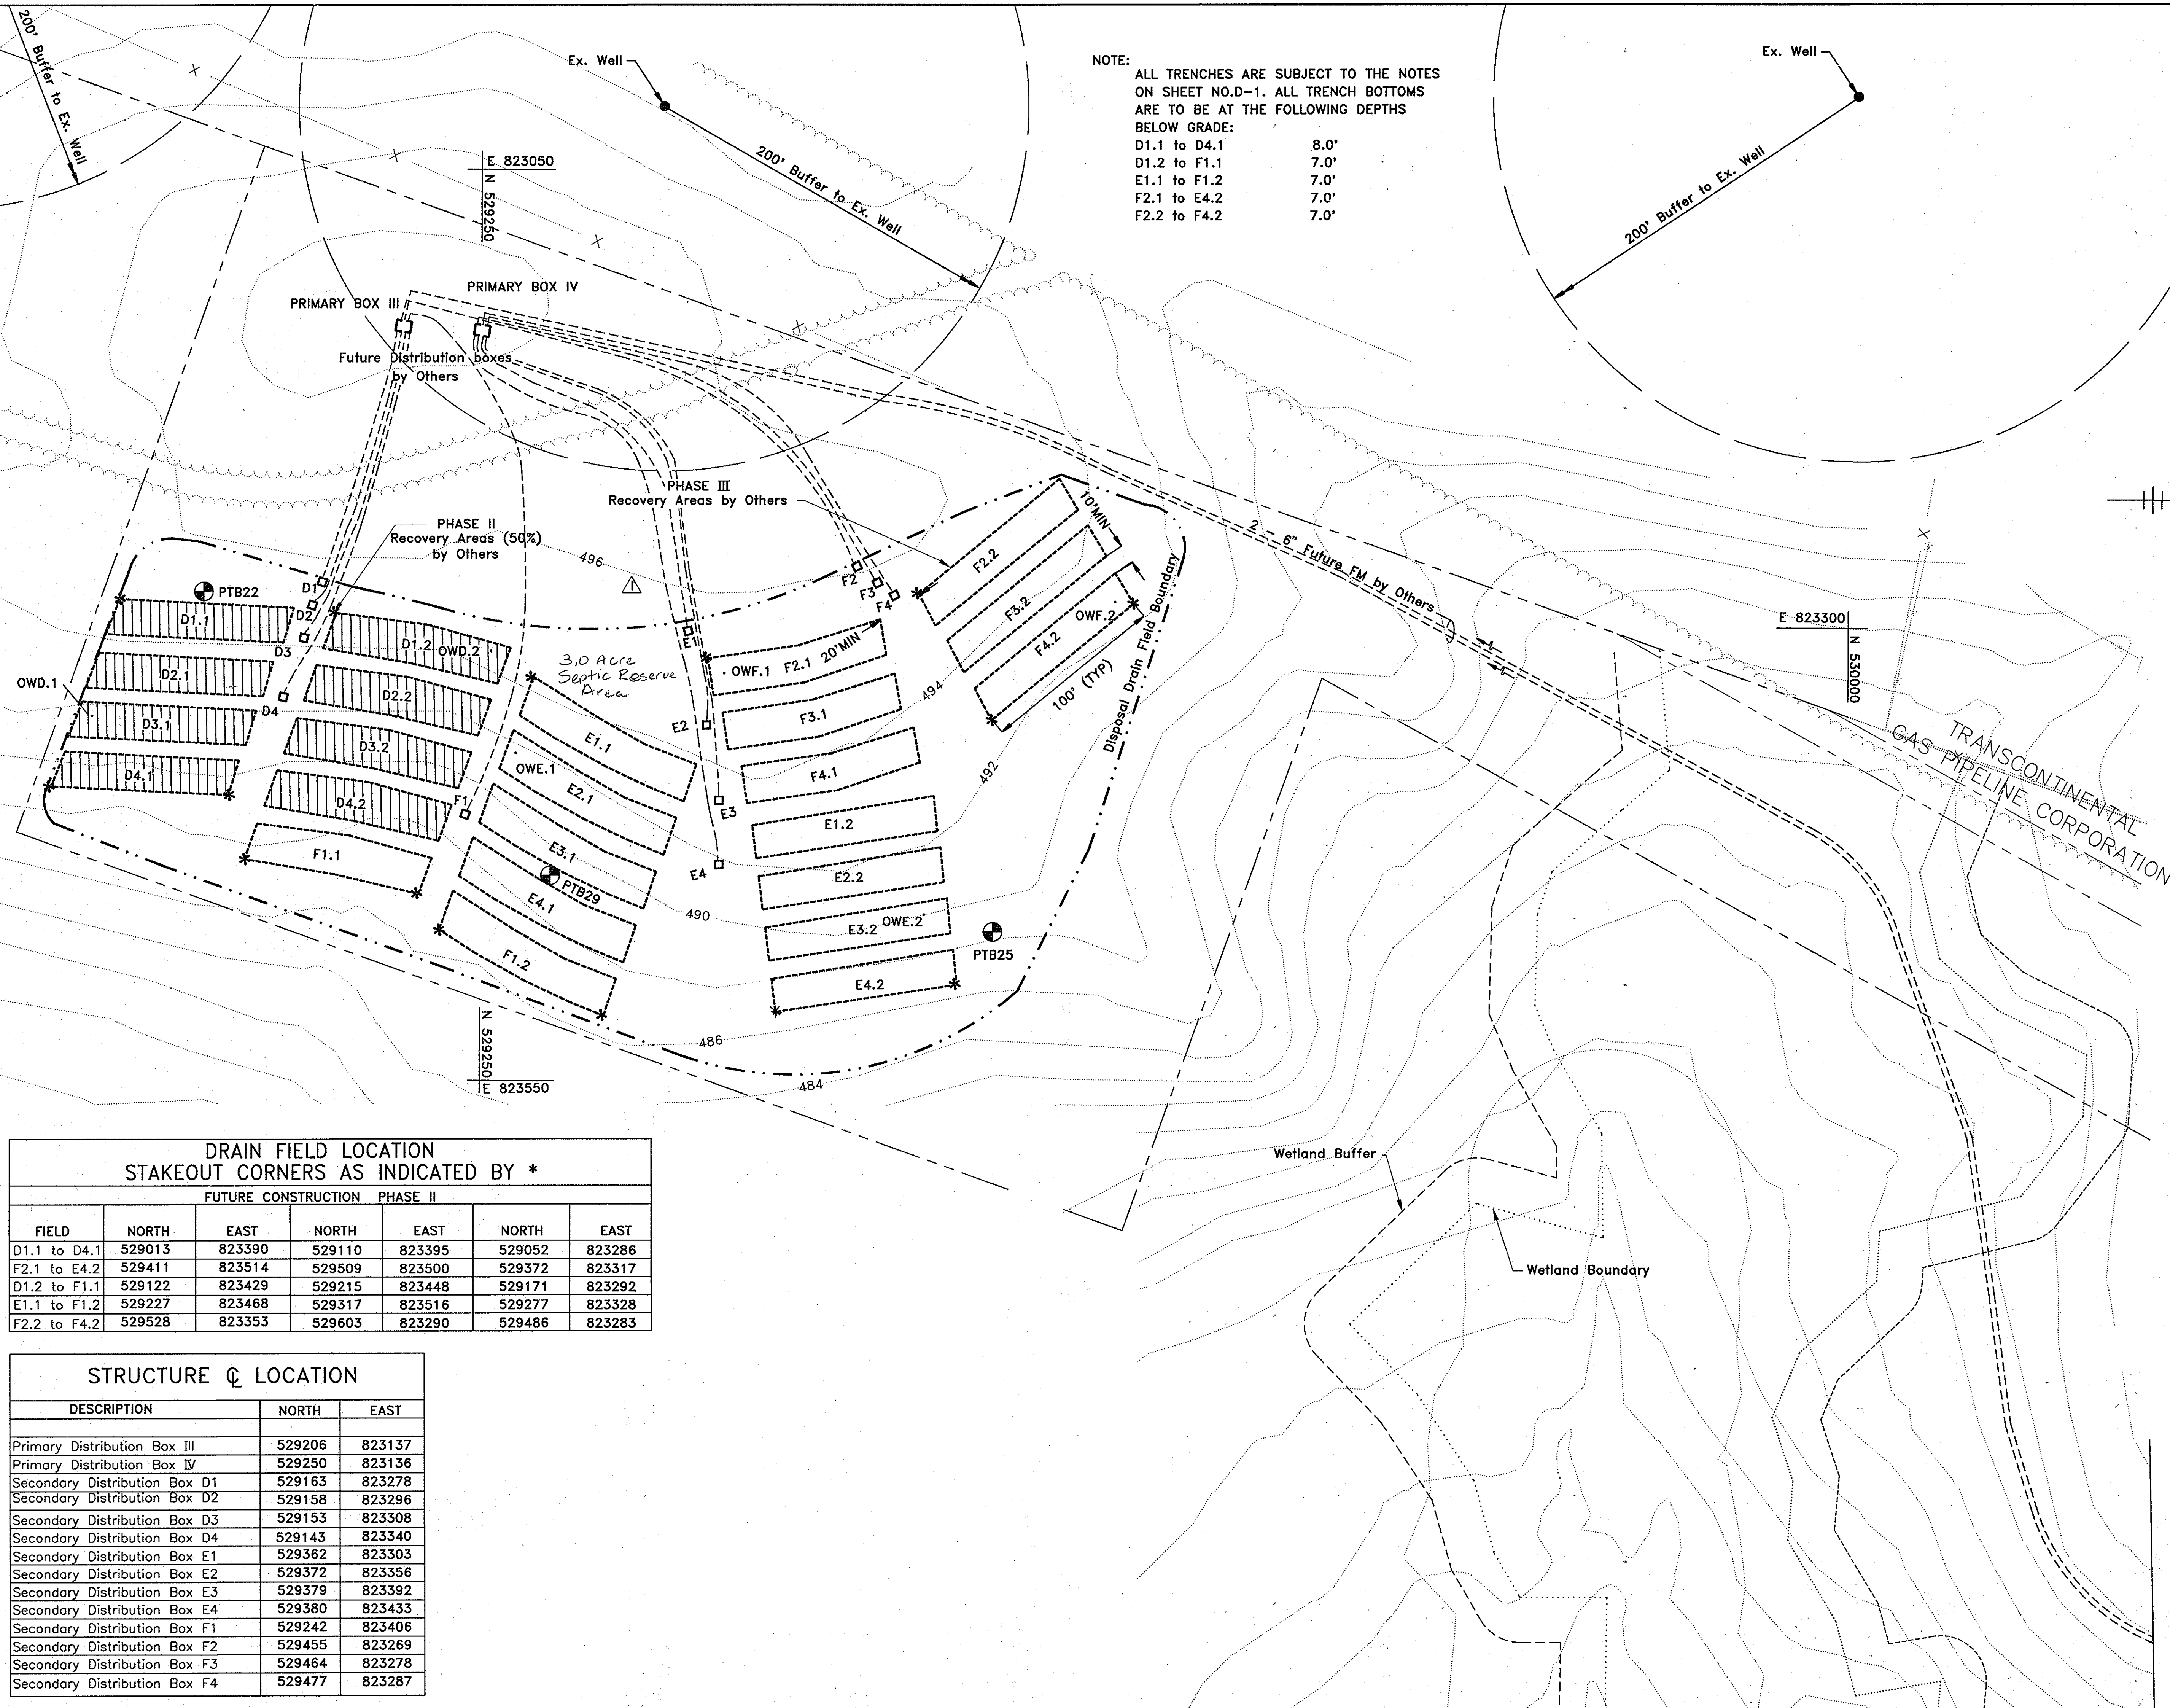 200' Buffer to Ex. Well
Ex. Well
200' Buffer to Ex. Well
NOTE:
ALL TRENCHES ARE SUBJECT TO THE NOTES
ON SHEET NO.D-1. ALL TRENCH BOTTOMS
ARE TO BE AT THE FOLLOWING DEPTHS
BELOW GRADE:
D1.1 to D4.1 8.0'
D1.2 to F1.1 7.0'
E1.1 to F1.2 7.0'
F2.1 to E4.2 7.0'
F2.2 to F4.2 7.0'
Ex. Well
200' Buffer to Ex. Well
E 823050
N 529250
PRIMARY BOX III
PRIMARY BOX IV
Future Distribution boxes
by Others
PHASE III
Recovery Areas by Others
PHASE II
Recovery Areas (50%)
by Others
496
10'MIN
2 - 6" Future FM by Others
E 823300
N 530000
TRANSCONTINENTAL
GAS PIPELINE CORPORATION
PTB22
D1
D2
D3
D4
D1.1
D2.1
D3.1
D4.1
OWD.1
D1.2
OWD.2
D2.2
D3.2
D4.2
F1.1
F1
3.0 Acre
Septic Reserve
Area
E1.1
OWE.1
E2.1
E3.1
PTB29
E4.1
F1.2
E1
E2
E3
E4
F2
F3
F4
OWF.1
F2.1
20'MIN
F3.1
F4.1
E1.2
E2.2
E3.2
OWE.2
E4.2
F2.2
F3.2
F4.2
OWF.2
100' (TYP)
Disposal Drain Field Boundary
494
492
490
486
484
PTB25
N 529250
E 823550
Wetland Buffer
Wetland Boundary
DRAIN FIELD LOCATION
STAKEOUT CORNERS AS INDICATED BY *
FUTURE CONSTRUCTION PHASE II
FIELD NORTH EAST NORTH EAST NORTH EAST
D1.1 to D4.1 529013 823390 529110 823395 529052 823286
F2.1 to E4.2 529411 823514 529509 823500 529372 823317
D1.2 to F1.1 529122 823429 529215 823448 529171 823292
E1.1 to F1.2 529227 823468 529317 823516 529277 823328
F2.2 to F4.2 529528 823353 529603 823290 529486 823283
STRUCTURE ℄ LOCATION
DESCRIPTION NORTH EAST
Primary Distribution Box III 529206 823137
Primary Distribution Box IV 529250 823136
Secondary Distribution Box D1 529163 823278
Secondary Distribution Box D2 529158 823296
Secondary Distribution Box D3 529153 823308
Secondary Distribution Box D4 529143 823340
Secondary Distribution Box E1 529362 823303
Secondary Distribution Box E2 529372 823356
Secondary Distribution Box E3 529379 823392
Secondary Distribution Box E4 529380 823433
Secondary Distribution Box F1 529242 823406
Secondary Distribution Box F2 529455 823269
Secondary Distribution Box F3 529464 823278
Secondary Distribution Box F4 529477 823287